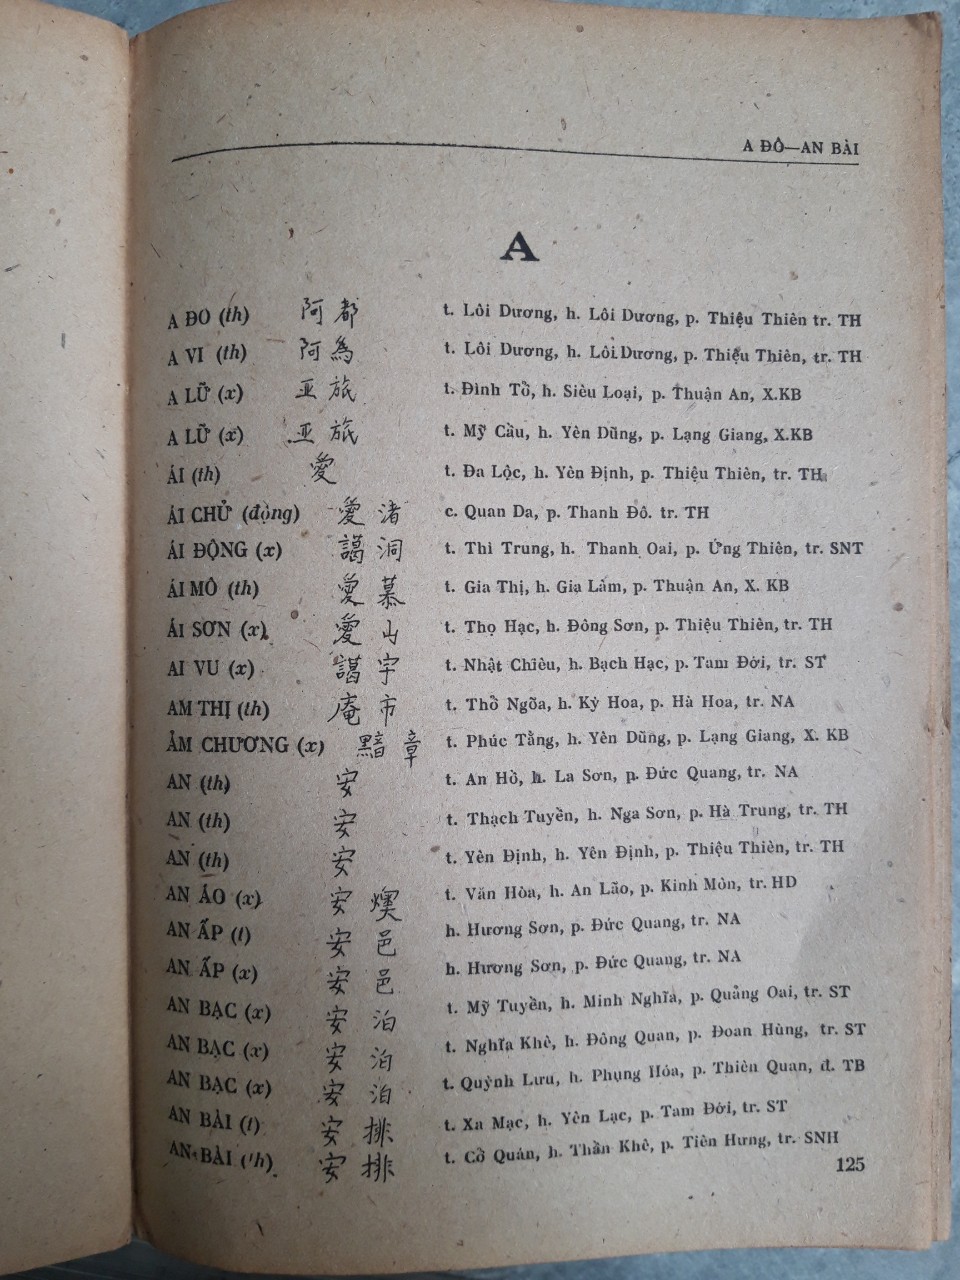 A ĐÔ—AN BÀI
A
A ĐO (th) 阿都 t. Lôi Dương, h. Lôi Dương, p. Thiệu Thiên tr. TH
A VI (th) 阿為 t. Lôi Dương, h. Lôi Dương, p. Thiệu Thiên, tr. TH
A LỮ (x) 亚旅 t. Đình Tổ, h. Siêu Loại, p. Thuận An, X.KB
A LỮ (x) 亚旅 t. Mỹ Cầu, h. Yên Dũng, p. Lạng Giang, X.KB
ÁI (th) 愛 t. Đa Lộc, h. Yên Định, p. Thiệu Thiên, tr. TH
ÁI CHỬ (động) 愛渚 c. Quan Da, p. Thanh Đô. tr. TH
ÁI ĐỘNG (x) 藹洞 t. Thì Trung, h. Thanh Oai, p. Ứng Thiên, tr. SNT
ÁI MÔ (th) 愛慕 t. Gia Thị, h. Gia Lâm, p. Thuận An, X. KB
ÁI SƠN (x) 愛山 t. Thọ Hạc, h. Đông Sơn, p. Thiệu Thiên, tr. TH
AI VU (x) 藹宇 t. Nhật Chiêu, h. Bạch Hạc, p. Tam Đới, tr. ST
AM THỊ (th) 庵市 t. Thổ Ngõa, h. Kỳ Hoa, p. Hà Hoa, tr. NA
ẢM CHƯƠNG (x) 黯章 t. Phúc Tằng, h. Yên Dũng, p. Lạng Giang, X. KB
AN (th) 安 t. An Hồ, h. La Sơn, p. Đức Quang, tr. NA
AN (th) 安 t. Thạch Tuyền, h. Nga Sơn, p. Hà Trung, tr. TH
AN (th) 安 t. Yên Định, h. Yên Định, p. Thiệu Thiên, tr. TH
AN ÁO (x) 安燠 t. Văn Hòa, h. An Lão, p. Kinh Môn, tr. HD
AN ẤP (t) 安邑 h. Hương Sơn, p. Đức Quang, tr. NA
AN ẤP (x) 安邑 h. Hương Sơn, p. Đức Quang, tr. NA
AN BẠC (x) 安泊 t. Mỹ Tuyền, h. Minh Nghĩa, p. Quảng Oai, tr. ST
AN BẠC (x) 安泊 t. Nghĩa Khê, h. Đông Quan, p. Đoan Hùng, tr. ST
AN BẠC (x) 安泊 t. Quỳnh Lưu, h. Phụng Hóa, p. Thiên Quan, đ. TB
AN BÀI (t) 安排 t. Xa Mạc, h. Yên Lạc, p. Tam Đới, tr. ST
AN BÀI (th) 安排 t. Cổ Quán, h. Thần Khê, p. Tiên Hưng, tr. SNH
125